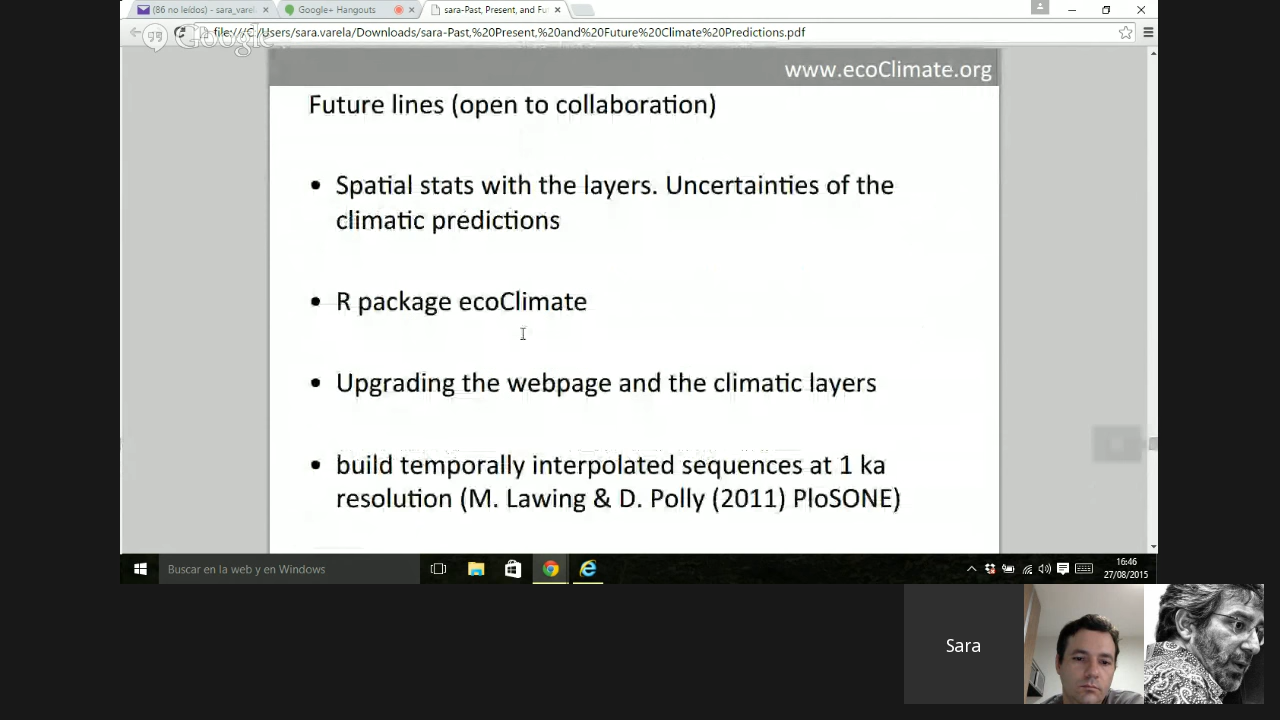 (86 no leídos) - sara_varel
Google+ Hangouts
sara-Past, Present, and Fu
Google
file:///C:/Users/sara.varela/Downloads/sara-Past,%20Present,%20and%20Future%20Climate%20Predictions.pdf
www.ecoClimate.org
Future lines (open to collaboration)
• Spatial stats with the layers. Uncertainties of the
climatic predictions
• R package ecoClimate
• Upgrading the webpage and the climatic layers
• build temporally interpolated sequences at 1 ka
resolution (M. Lawing & D. Polly (2011) PloSONE)
Buscar en la web y en Windows
16:46
27/08/2015
Sara